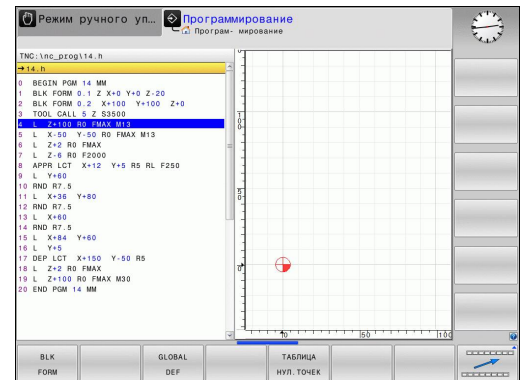 Режим ручного уп...
Программирование
Програм- мирование
TNC:\nc_prog\14.h
→14.h
0 BEGIN PGM 14 MM
1 BLK FORM 0.1 Z X+0 Y+0 Z-20
2 BLK FORM 0.2 X+100 Y+100 Z+0
3 TOOL CALL 5 Z S3500
4 L Z+100 R0 FMAX M13
5 L X-50 Y-50 R0 FMAX M13
6 L Z+2 R0 FMAX
7 L Z-6 R0 F2000
8 APPR LCT X+12 Y+5 R5 RL F250
9 L Y+60
10 RND R7.5
11 L X+36 Y+80
12 RND R7.5
13 L X+60
14 RND R7.5
15 L X+84 Y+60
16 L Y+5
17 DEP LCT X+150 Y-50 R5
18 L Z+2 R0 FMAX
19 L Z+100 R0 FMAX M30
20 END PGM 14 MM
100
50
0
0 50 100
BLK FORM
GLOBAL DEF
ТАБЛИЦА НУЛ. ТОЧЕК